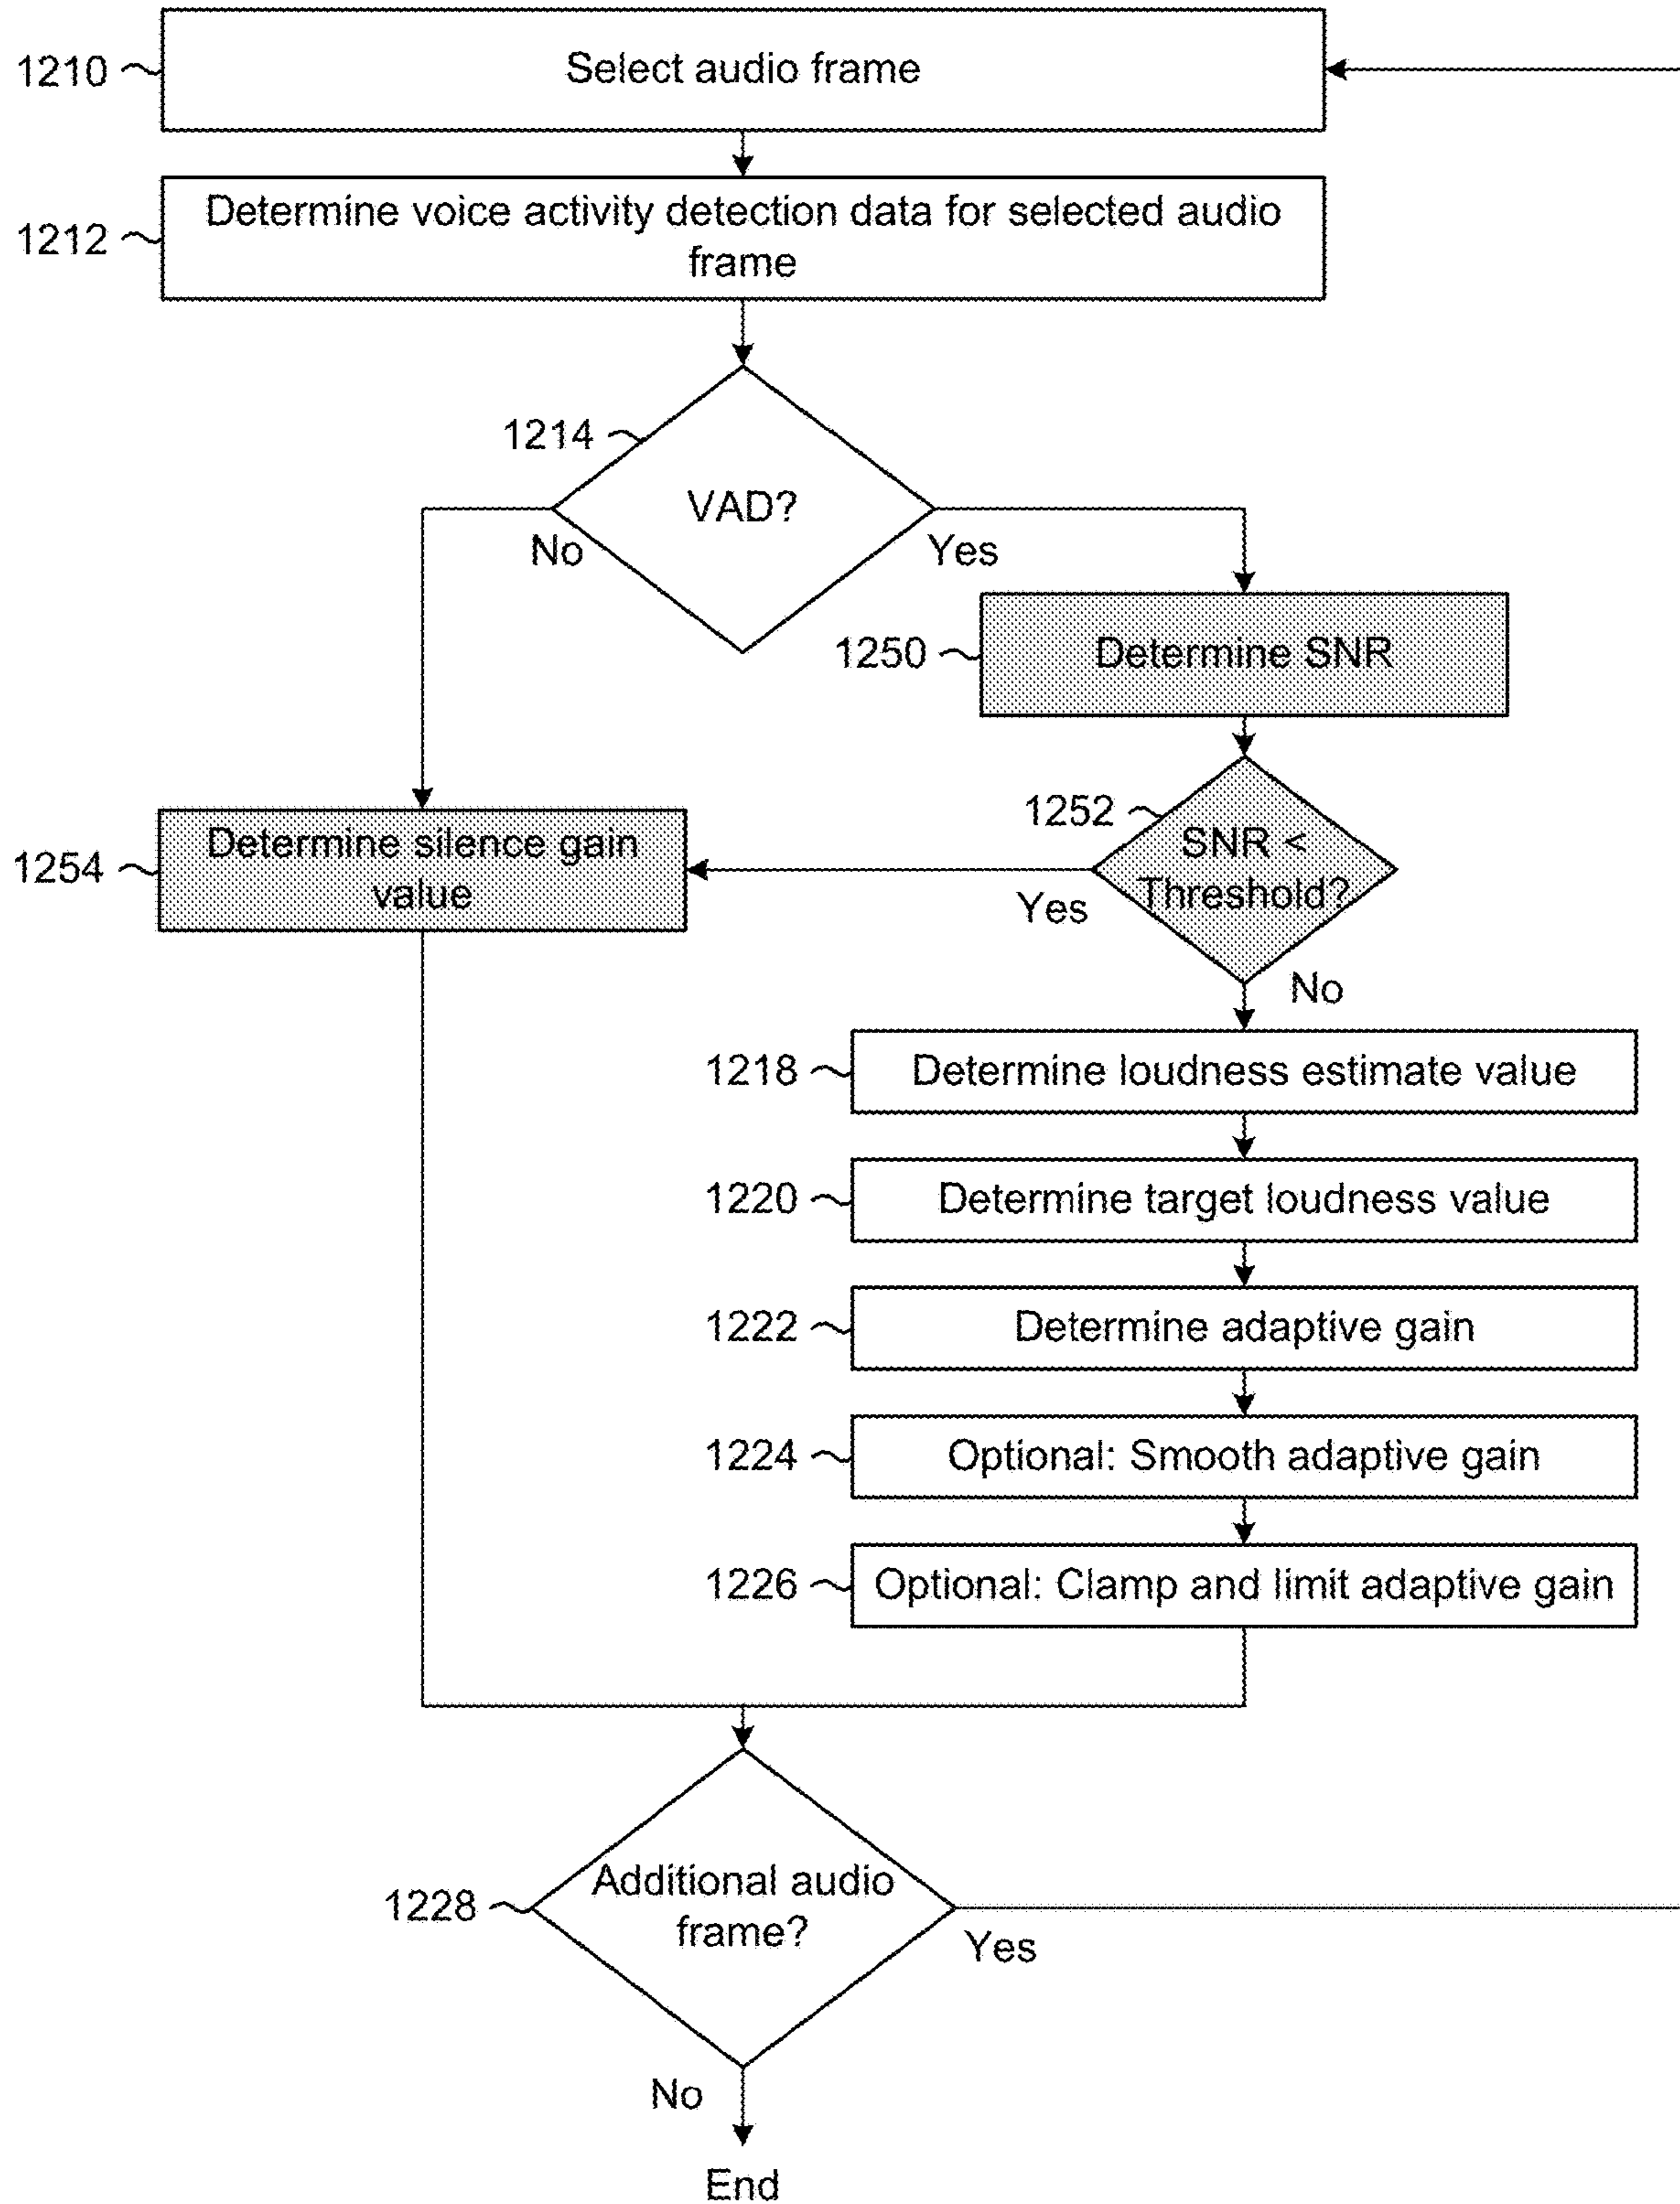 1210
Select audio frame
1212
Determine voice activity detection data for selected audio
frame
1214
VAD?
No
Yes
1250
Determine SNR
1252
SNR <
Threshold?
1254
Determine silence gain
value
Yes
No
1218
Determine loudness estimate value
1220
Determine target loudness value
1222
Determine adaptive gain
1224
Optional: Smooth adaptive gain
1226
Optional: Clamp and limit adaptive gain
1228
Additional audio
frame?
Yes
No
End